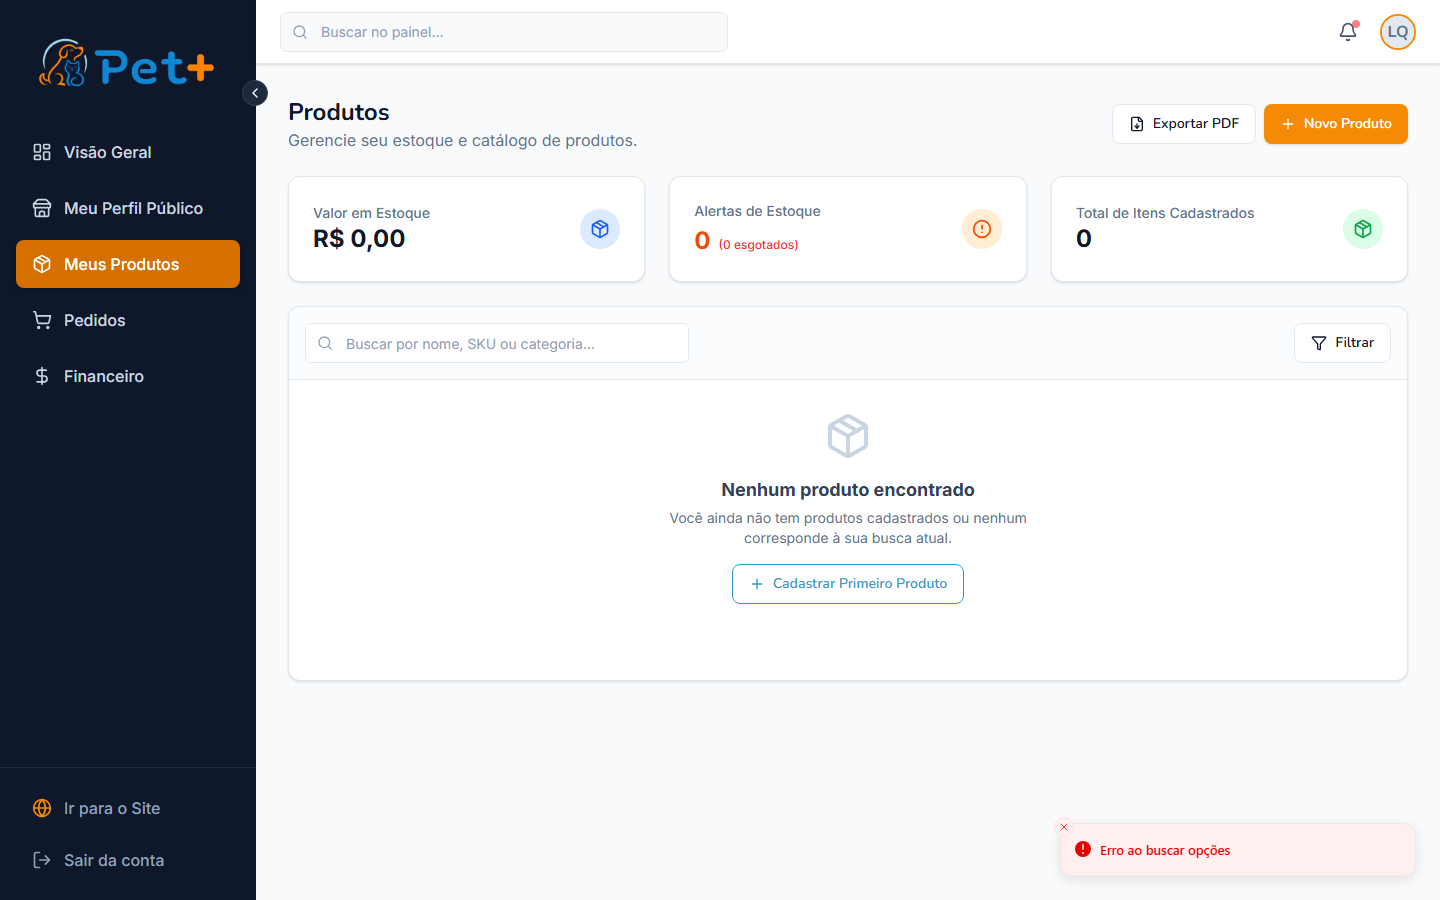 Pet+
Buscar no painel...
LQ
Visão Geral
Meu Perfil Público
Meus Produtos
Pedidos
Financeiro
Ir para o Site
Sair da conta
Produtos
Gerencie seu estoque e catálogo de produtos.
Exportar PDF
Novo Produto
Valor em Estoque
R$ 0,00
Alertas de Estoque
0 (0 esgotados)
Total de Itens Cadastrados
0
Buscar por nome, SKU ou categoria...
Filtrar
Nenhum produto encontrado
Você ainda não tem produtos cadastrados ou nenhum
corresponde à sua busca atual.
Cadastrar Primeiro Produto
Erro ao buscar opções